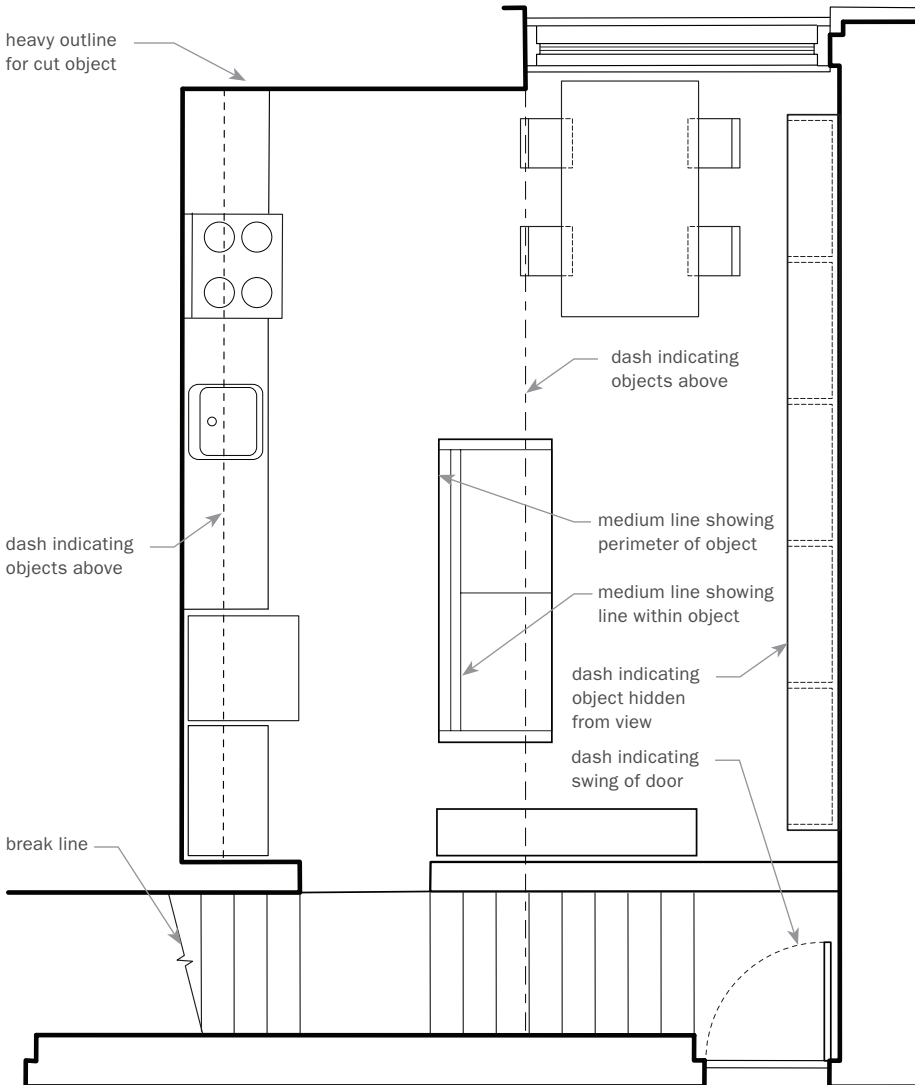 heavy outline
for cut object
dash indicating
objects above
dash indicating
objects above
medium line showing
perimeter of object
medium line showing
line within object
dash indicating
object hidden
from view
dash indicating
swing of door
break line